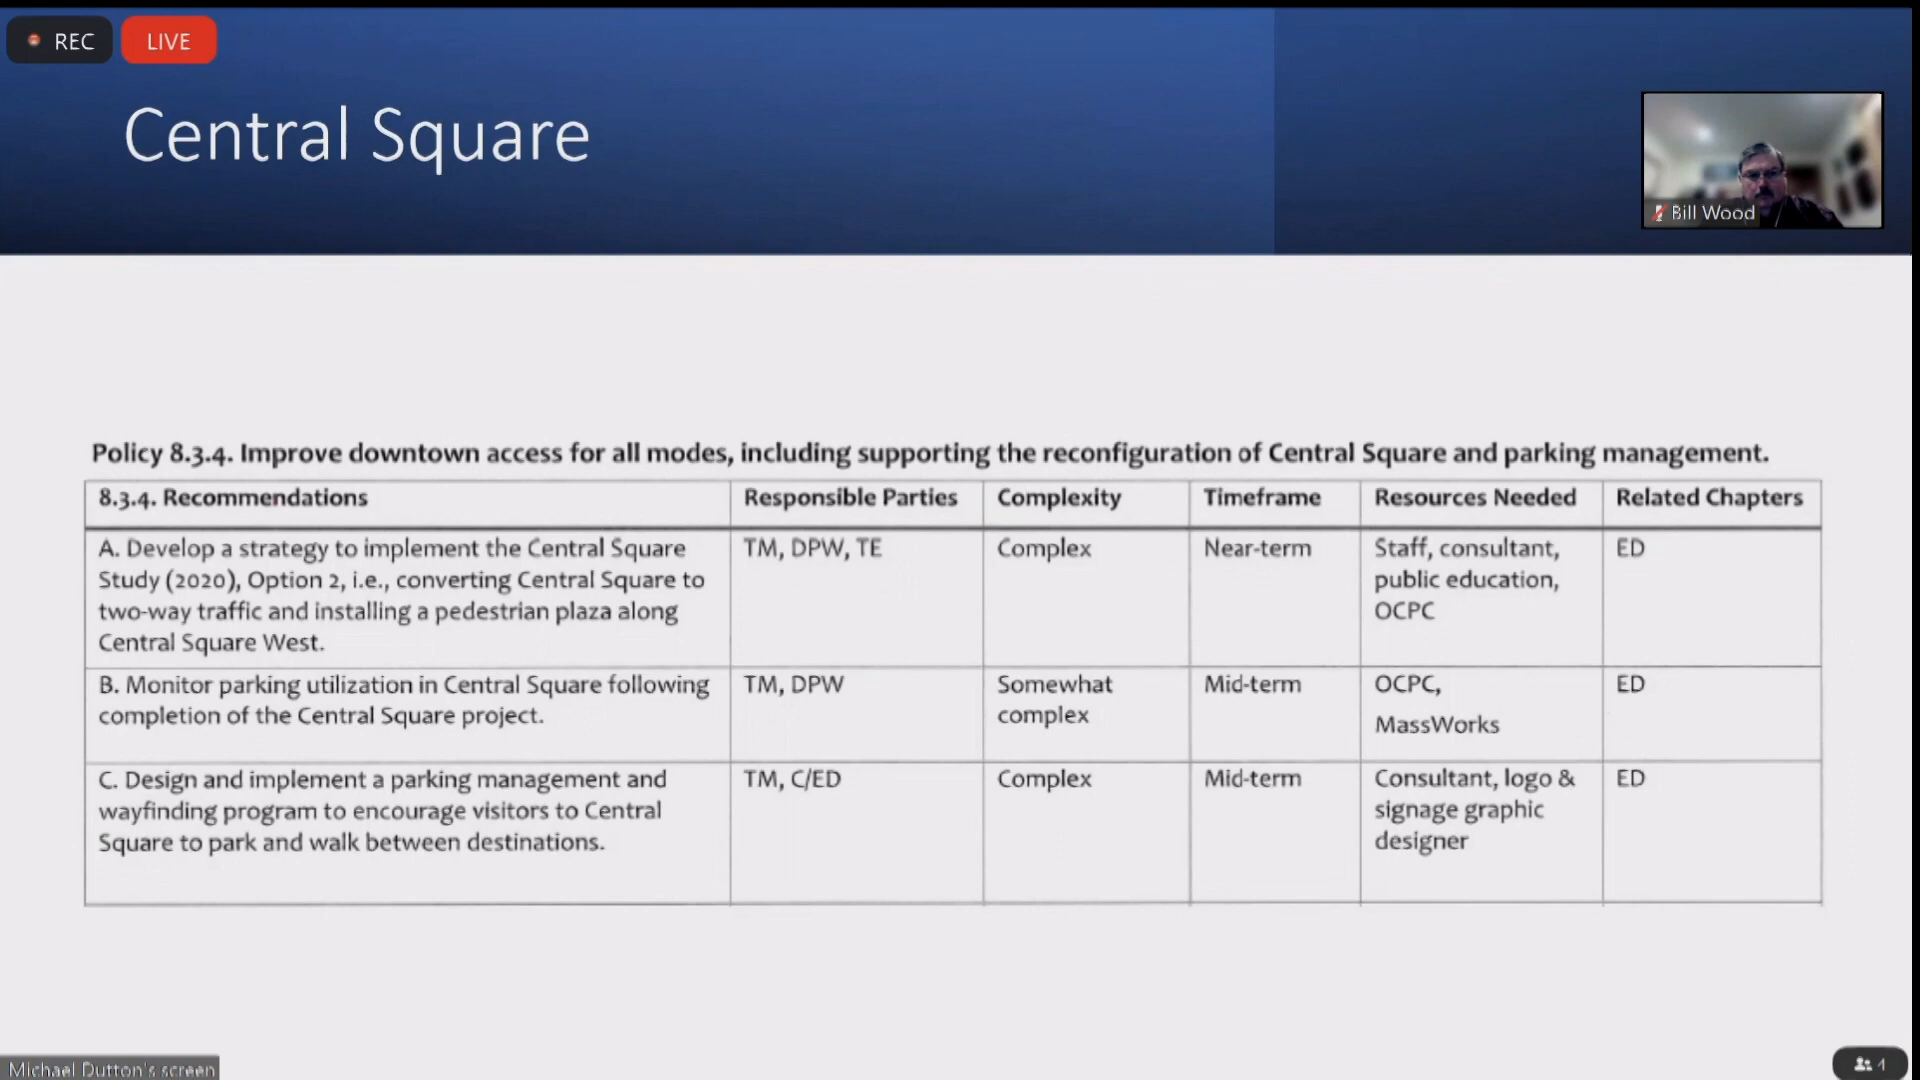 REC LIVE
Central Square
Bill Wood
Policy 8.3.4. Improve downtown access for all modes, including supporting the reconfiguration of Central Square and parking management.
8.3.4. Recommendations Responsible Parties Complexity Timeframe Resources Needed Related Chapters
A. Develop a strategy to implement the Central Square TM, DPW, TE Complex Near-term Staff, consultant, ED
Study (2020), Option 2, i.e., converting Central Square to public education,
two-way traffic and installing a pedestrian plaza along OCPC
Central Square West.
B. Monitor parking utilization in Central Square following TM, DPW Somewhat Mid-term OCPC, ED
completion of the Central Square project. complex MassWorks
C. Design and implement a parking management and TM, C/ED Complex Mid-term Consultant, logo & ED
wayfinding program to encourage visitors to Central signage graphic
Square to park and walk between destinations. designer
Michael Dutton's screen
4